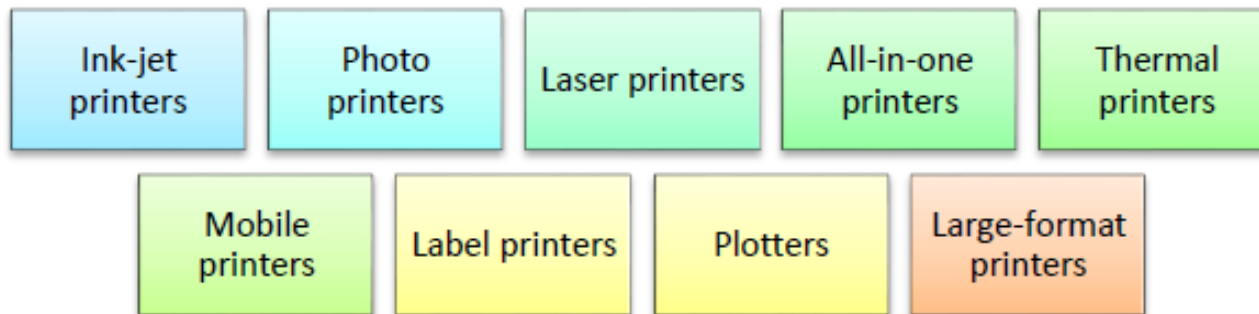 Ink-jet
printers
Photo
printers
Laser printers
All-in-one
printers
Thermal
printers
Mobile
printers
Label printers
Plotters
Large-format
printers